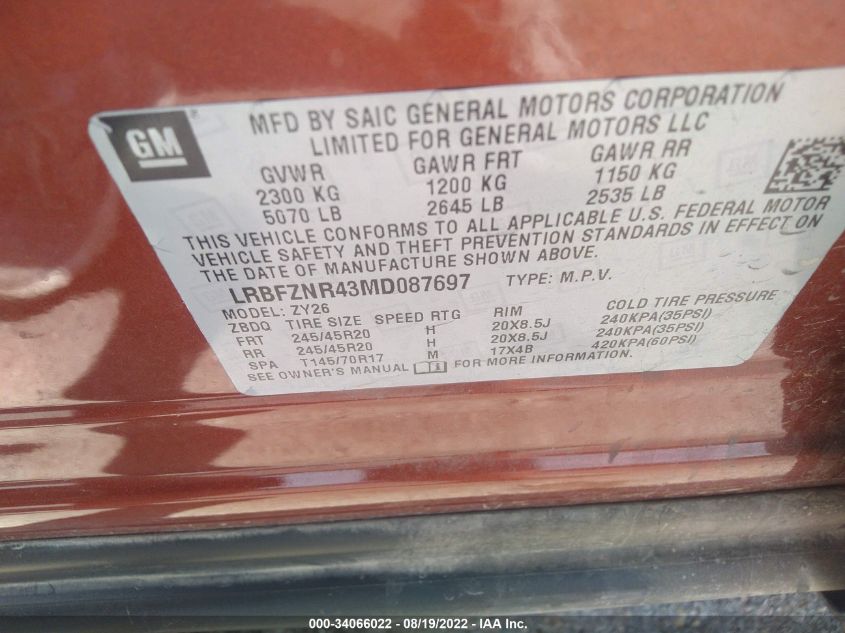 GM
MFD BY SAIC GENERAL MOTORS CORPORATION
LIMITED FOR GENERAL MOTORS LLC
GVWR GAWR FRT GAWR RR
2300 KG 1200 KG 1150 KG
5070 LB 2645 LB 2535 LB
THIS VEHICLE CONFORMS TO ALL APPLICABLE U.S. FEDERAL MOTOR
VEHICLE SAFETY AND THEFT PREVENTION STANDARDS IN EFFECT ON
THE DATE OF MANUFACTURE SHOWN ABOVE.
LRBFZNR43MD087697 TYPE: M.P.V.
MODEL: ZY26
ZBDQ TIRE SIZE SPEED RTG RIM COLD TIRE PRESSURE
FRT 245/45R20 H 20X8.5J 240KPA(35PSI)
RR 245/45R20 H 20X8.5J 240KPA(35PSI)
SPA T145/70R17 M 17X4B 420KPA(60PSI)
SEE OWNER'S MANUAL FOR MORE INFORMATION.
000-34066022 - 08/19/2022 - IAA Inc.